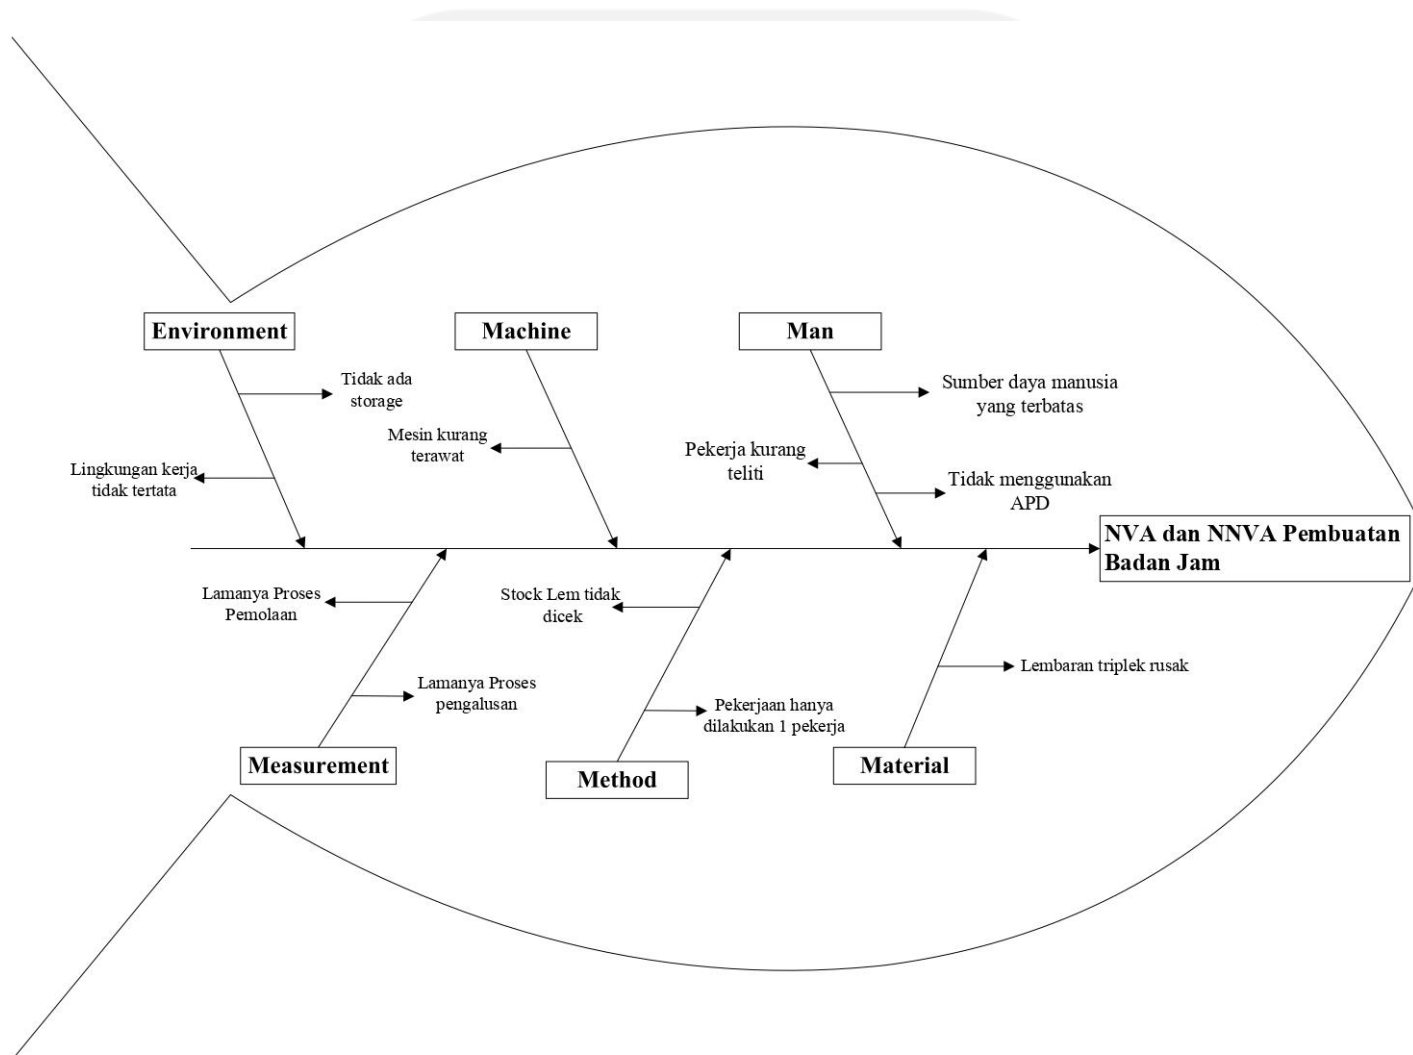 Environment
Machine
Man
Tidak ada
storage
Sumber daya manusia
yang terbatas
Mesin kurang
terawat
Pekerja kurang
teliti
Lingkungan kerja
tidak tertata
Tidak menggunakan
APD
NVA dan NNVA Pembuatan
Badan Jam
Lamanya Proses
Pemolaan
Stock Lem tidak
dicek
Lembaran triplek rusak
Lamanya Proses
pengalusan
Pekerjaan hanya
dilakukan 1 pekerja
Measurement
Method
Material